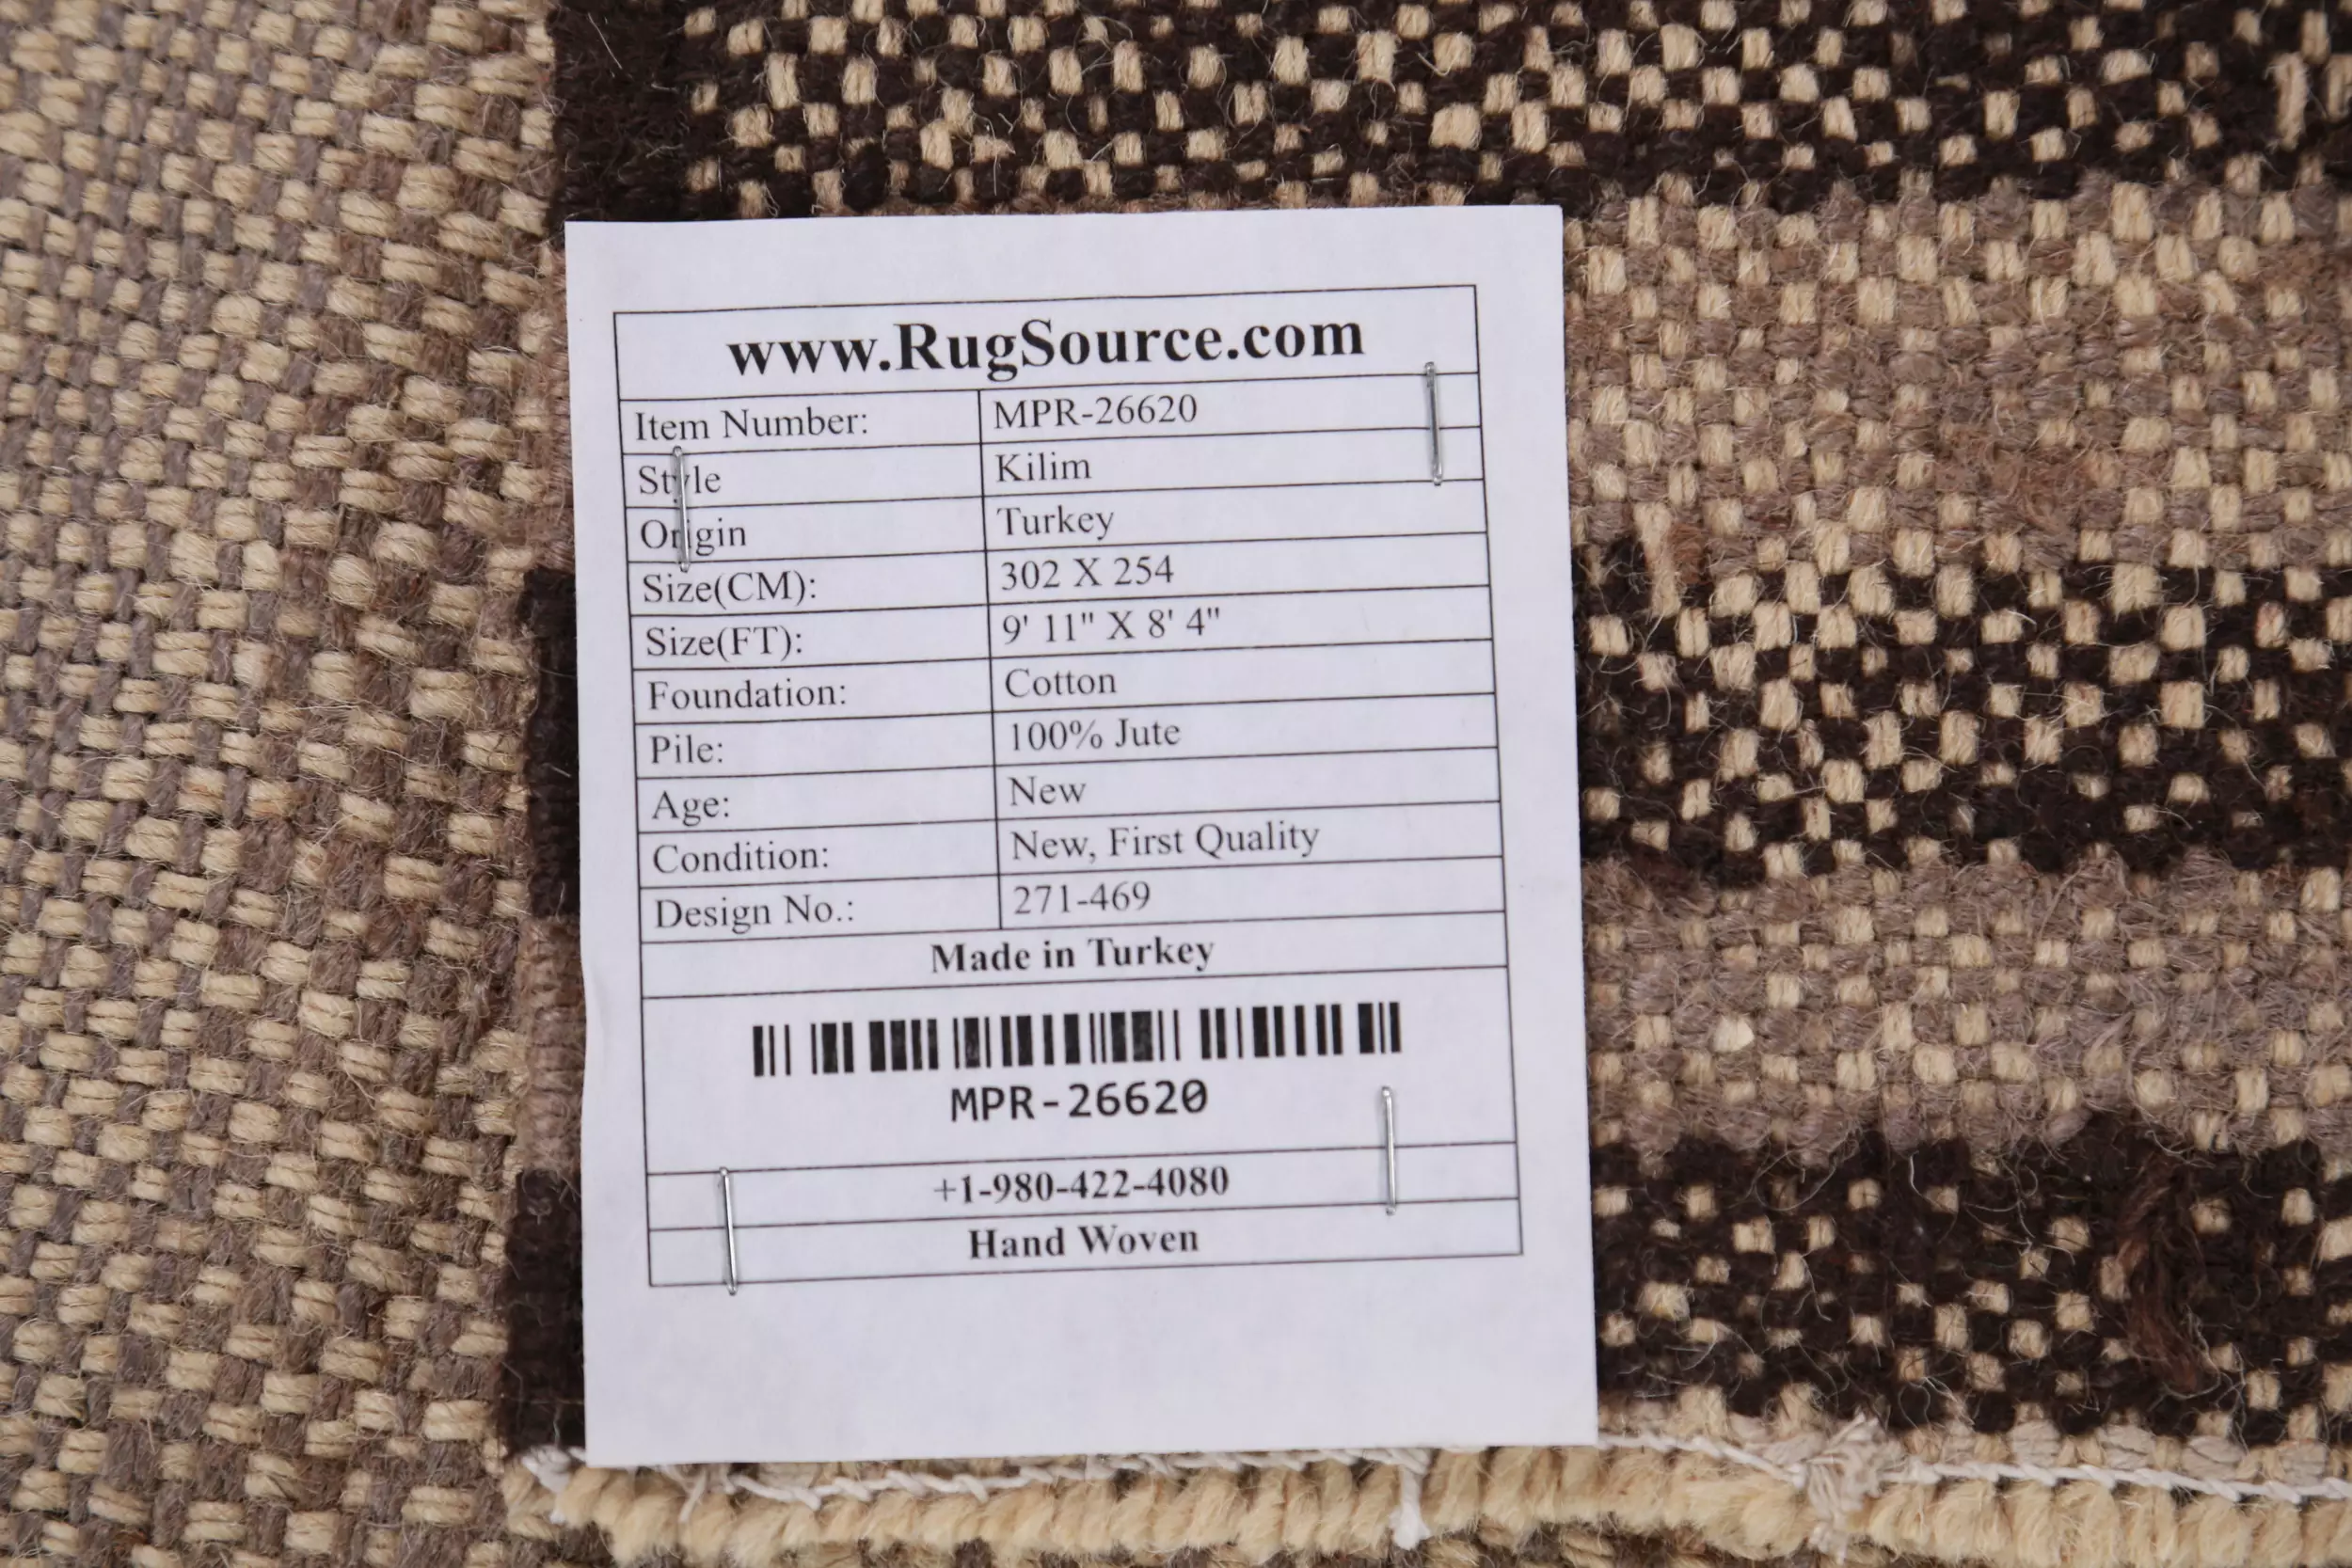 www.RugSource.com
Item Number: MPR-26620
Style Kilim
Origin Turkey
Size(CM): 302 X 254
Size(FT): 9' 11" X 8' 4"
Foundation: Cotton
Pile: 100% Jute
Age: New
Condition: New, First Quality
Design No.: 271-469
Made in Turkey
MPR-26620
+1-980-422-4080
Hand Woven